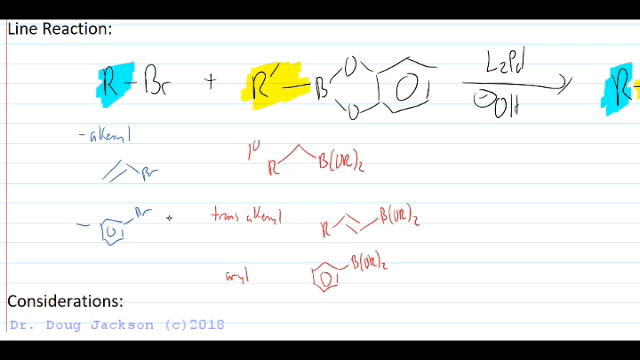 Line Reaction:
R-Br + R'-B O O L2Pd ⊖OH R
-alkenyl
Br
1° R B(OR)2
- Br
trans alkenyl R B(OR)2
aryl B(OR)2
Considerations:
Dr. Doug Jackson (c)2018